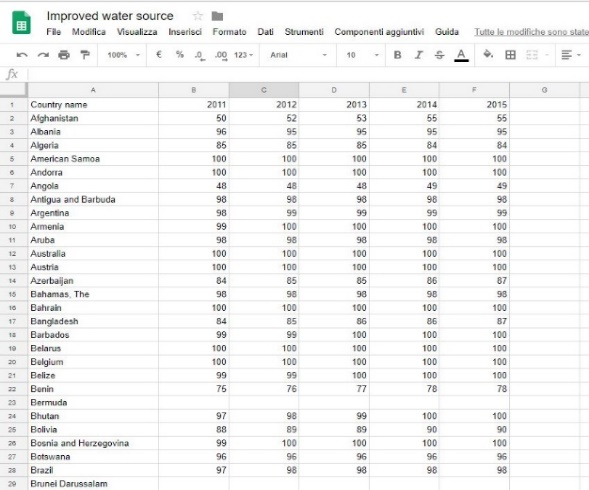 Improved water source
File Modifica Visualizza Inserisci Formato Dati Strumenti Componenti aggiuntivi Guida Tutte le modifiche sono state
100% € % .0 .00 123 Arial 10 B I S A
fx
A B C D E F G
1 Country name 2011 2012 2013 2014 2015
2 Afghanistan 50 52 53 55 55
3 Albania 96 95 95 95 95
4 Algeria 85 85 85 84 84
5 American Samoa 100 100 100 100 100
6 Andorra 100 100 100 100 100
7 Angola 48 48 48 49 49
8 Antigua and Barbuda 98 98 98 98 98
9 Argentina 98 99 99 99 99
10 Armenia 99 100 100 100 100
11 Aruba 98 98 98 98 98
12 Australia 100 100 100 100 100
13 Austria 100 100 100 100 100
14 Azerbaijan 84 85 85 86 87
15 Bahamas, The 98 98 98 98 98
16 Bahrain 100 100 100 100 100
17 Bangladesh 84 85 86 86 87
18 Barbados 99 99 100 100 100
19 Belarus 100 100 100 100 100
20 Belgium 100 100 100 100 100
21 Belize 99 99 100 100 100
22 Benin 75 76 77 78 78
23 Bermuda
24 Bhutan 97 98 99 100 100
25 Bolivia 88 89 89 90 90
26 Bosnia and Herzegovina 99 100 100 100 100
27 Botswana 96 96 96 96 96
28 Brazil 97 98 98 98 98
29 Brunei Darussalam